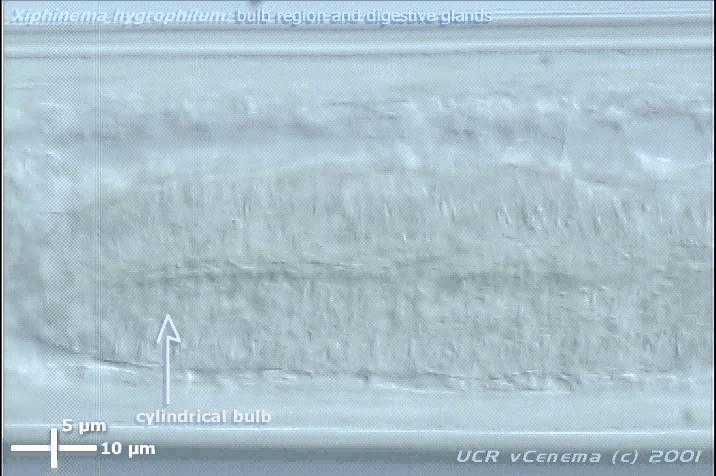 Xiphinema hygrophilum: bulb region and digestive glands
cylindrical bulb
5 µm
10 µm
UCR vCenema (c) 2001